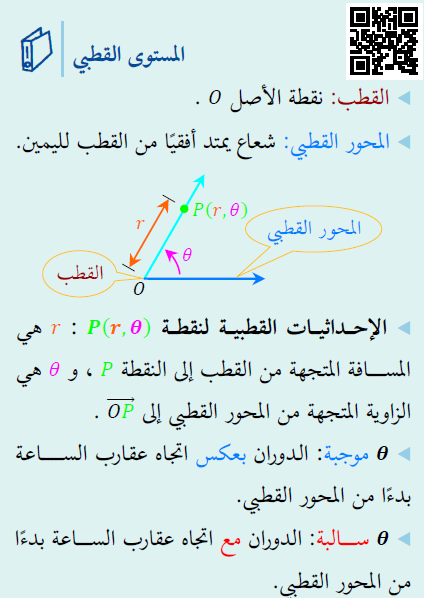 المستوى القطبي
القطب: نقطة الأصل O .
المحور القطبي: شعاع يمتد أفقيًا من القطب لليمين.
P(r,θ)
r
θ
المحور القطبي
القطب
O
الإحداثيات القطبية لنقطة P(r,θ) : r هي
المسافة المتجهة من القطب إلى النقطة P ، و θ هي
الزاوية المتجهة من المحور القطبي إلى \overrightarrow{OP} .
θ موجبة: الدوران بعكس اتجاه عقارب الساعة
بدءًا من المحور القطبي.
θ سالبة: الدوران مع اتجاه عقارب الساعة بدءًا
من المحور القطبي.